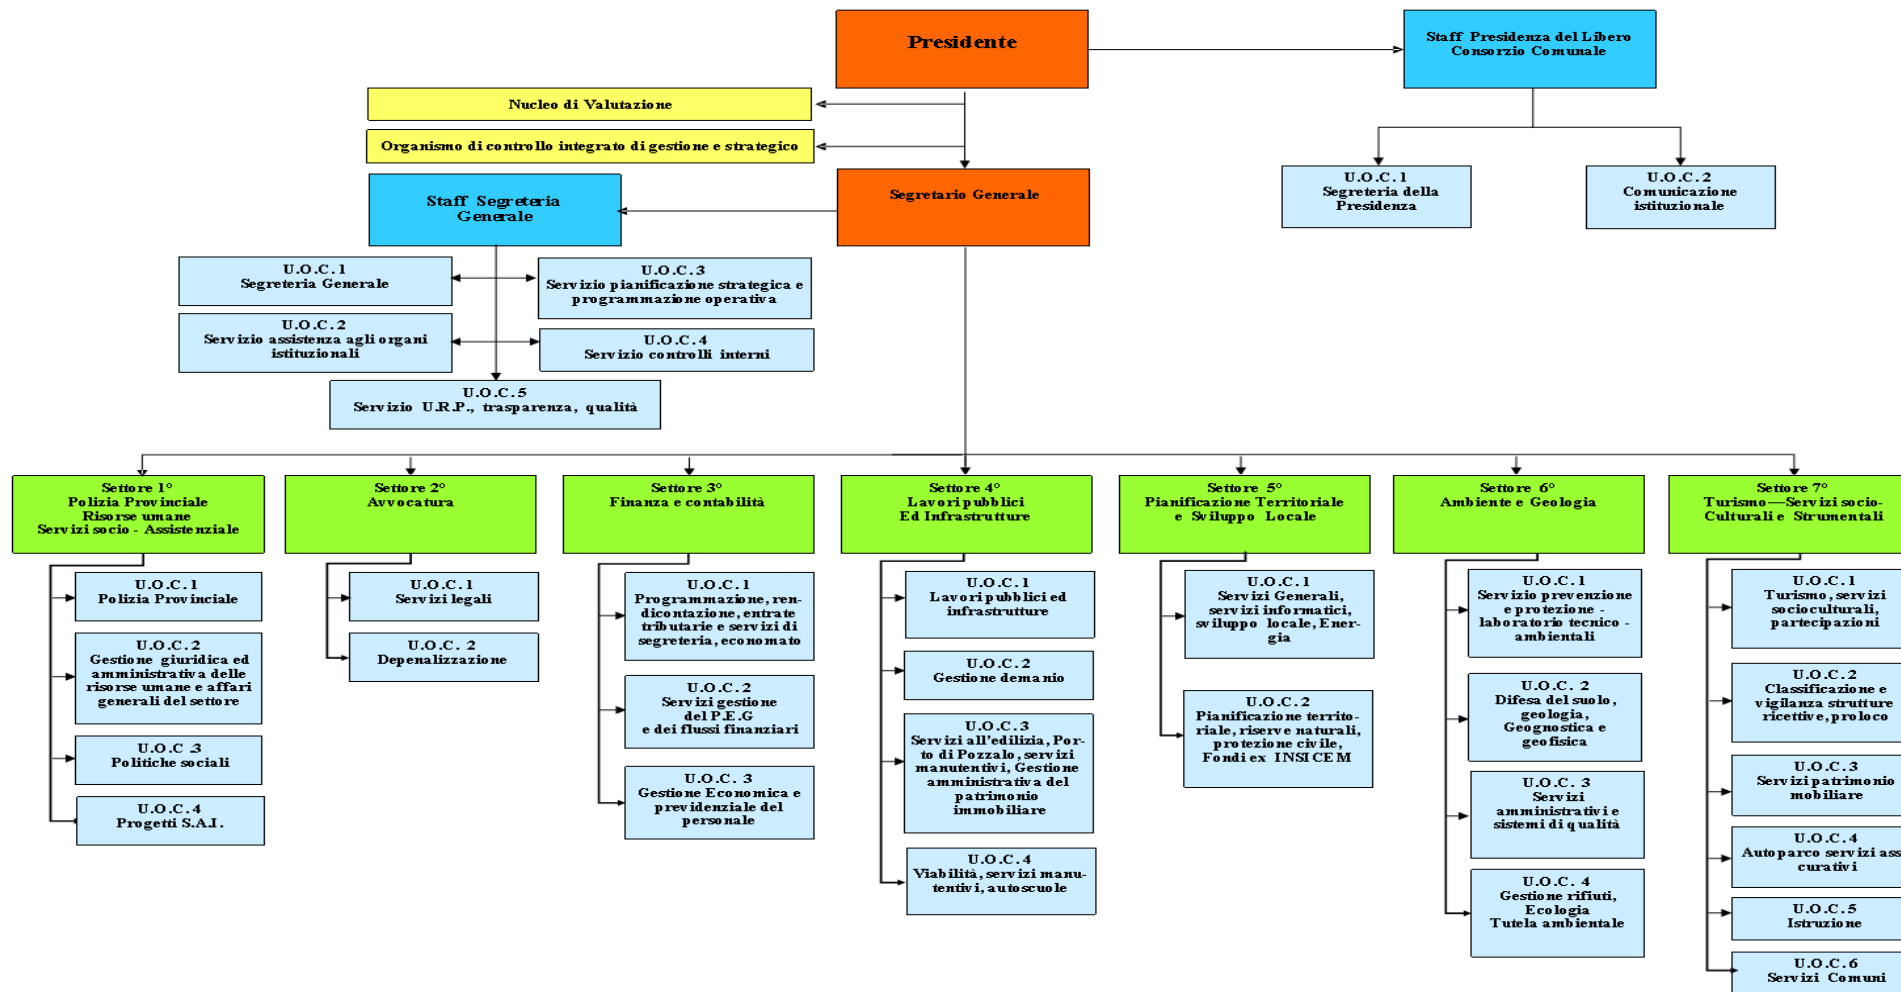 Presidente
Staff Presidenza del Libero
Consorzio Comunale
Nucleo di Valutazione
Organismo di controllo integrato di gestione e strategico
U.O.C. 1
Segreteria della
Presidenza
U.O.C. 2
Comunicazione
istituzionale
Staff Segreteria
Generale
Segretario Generale
U.O.C. 1
Segreteria Generale
U.O.C. 3
Servizio pianificazione strategica e
programmazione operativa
U.O.C. 2
Servizio assistenza agli organi
istituzionali
U.O.C. 4
Servizio controlli interni
U.O.C. 5
Servizio U.R.P., trasparenza, qualità
Settore 1°
Polizia Provinciale
Risorse umane
Servizi socio - Assistenziale
U.O.C. 1
Polizia Provinciale
U.O.C. 2
Gestione giuridica ed
amministrativa delle
risorse umane e affari
generali del settore
U.O.C .3
Politiche sociali
U.O.C. 4
Progetti S.A.I.
Settore 2°
Avvocatura
U.O.C. 1
Servizi legali
U.O.C. 2
Depenalizzazione
Settore 3°
Finanza e contabilità
U.O.C. 1
Programmazione, ren-
dicontazione, entrate
tributarie e servizi di
segreteria, economato
U.O.C. 2
Servizi gestione
del P.E.G
e dei flussi finanziari
U.O.C. 3
Gestione Economica e
previdenziale del
personale
Settore 4°
Lavori pubblici
Ed Infrastrutture
U.O.C. 1
Lavori pubblici ed
infrastrutture
U.O.C. 2
Gestione demanio
U.O.C. 3
Servizi all'edilizia, Por-
to di Pozzalo, servizi
manutentivi, Gestione
amministrativa del
patrimonio
immobiliare
U.O.C. 4
Viabilità, servizi manu-
tentivi, autoscuole
Settore 5°
Pianificazione Territoriale
e Sviluppo Locale
U.O.C. 1
Servizi Generali,
servizi informatici,
sviluppo locale, Ener-
gia
U.O.C. 2
Pianificazione territo-
riale, riserve naturali,
protezione civile,
Fondi ex INSICEM
Settore 6°
Ambiente e Geologia
U.O.C. 1
Servizio prevenzione
e protezione -
laboratorio tecnico -
ambientali
U.O.C. 2
Difesa del suolo,
geologia,
Geognostica e
geofisica
U.O.C. 3
Servizi
amministrativi e
sistemi di qualità
U.O.C. 4
Gestione rifiuti,
Ecologia
Tutela ambientale
Settore 7°
Turismo—Servizi socio-
Culturali e Strumentali
U.O.C. 1
Turismo, servizi
socioculturali,
partecipazioni
U.O.C. 2
Classificazione e
vigilanza strutture
ricettive, proloco
U.O.C. 3
Servizi patrimonio
mobiliare
U.O.C. 4
Autoparco servizi ass
curativi
U.O.C. 5
Istruzione
U.O.C. 6
Servizi Comuni